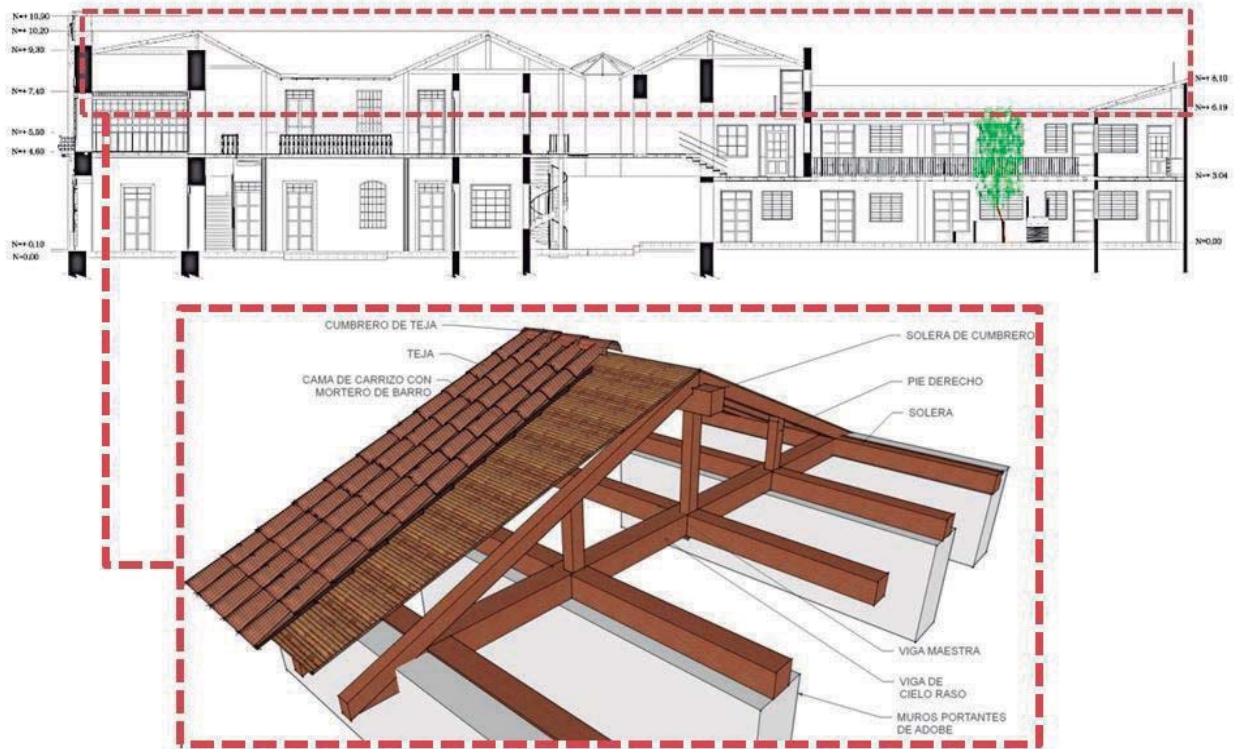 N=+ 10,90
N=+ 10,20
N=+ 9,30
N=+ 7,40
N=+ 5,50
N=+ 4,60
N=+ 0,10
N=0,00
N=+ 8,10
N=+ 6,19
N=+ 3.04
N=0,00
CUMBRERO DE TEJA
TEJA
CAMA DE CARRIZO CON
MORTERO DE BARRO
SOLERA DE CUMBRERO
PIE DERECHO
SOLERA
VIGA MAESTRA
VIGA DE
CIELO RASO
MUROS PORTANTES
DE ADOBE